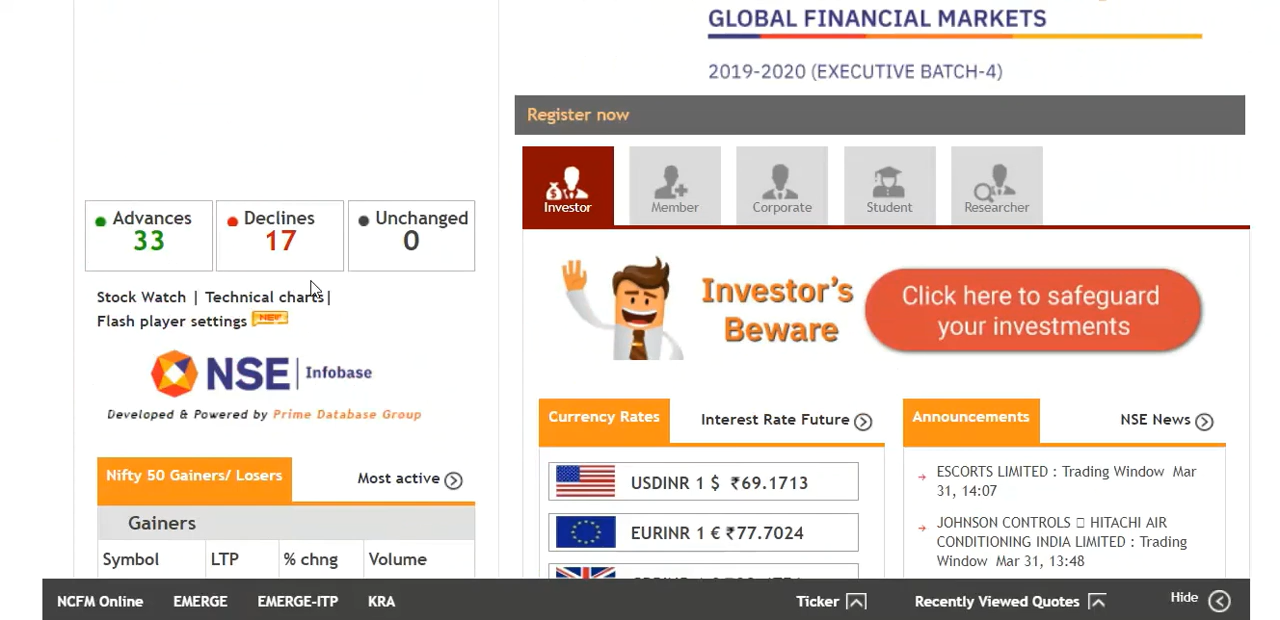 GLOBAL FINANCIAL MARKETS
2019-2020 (EXECUTIVE BATCH-4)
Register now
Investor
Member
Corporate
Student
Researcher
Advances
33
Declines
17
Unchanged
0
Stock Watch | Technical charts |
Flash player settings NEW
NSE | Infobase
Developed & Powered by Prime Database Group
Investor's
Beware
Click here to safeguard
your investments
Nifty 50 Gainers/ Losers
Most active
Gainers
Symbol LTP % chng Volume
Currency Rates
Interest Rate Future
USDINR 1 $ ₹69.1713
EURINR 1 € ₹77.7024
Announcements
NSE News
ESCORTS LIMITED : Trading Window Mar
31, 14:07
JOHNSON CONTROLS □ HITACHI AIR
CONDITIONING INDIA LIMITED : Trading
Window Mar 31, 13:48
NCFM Online
EMERGE
EMERGE-ITP
KRA
Ticker
Recently Viewed Quotes
Hide